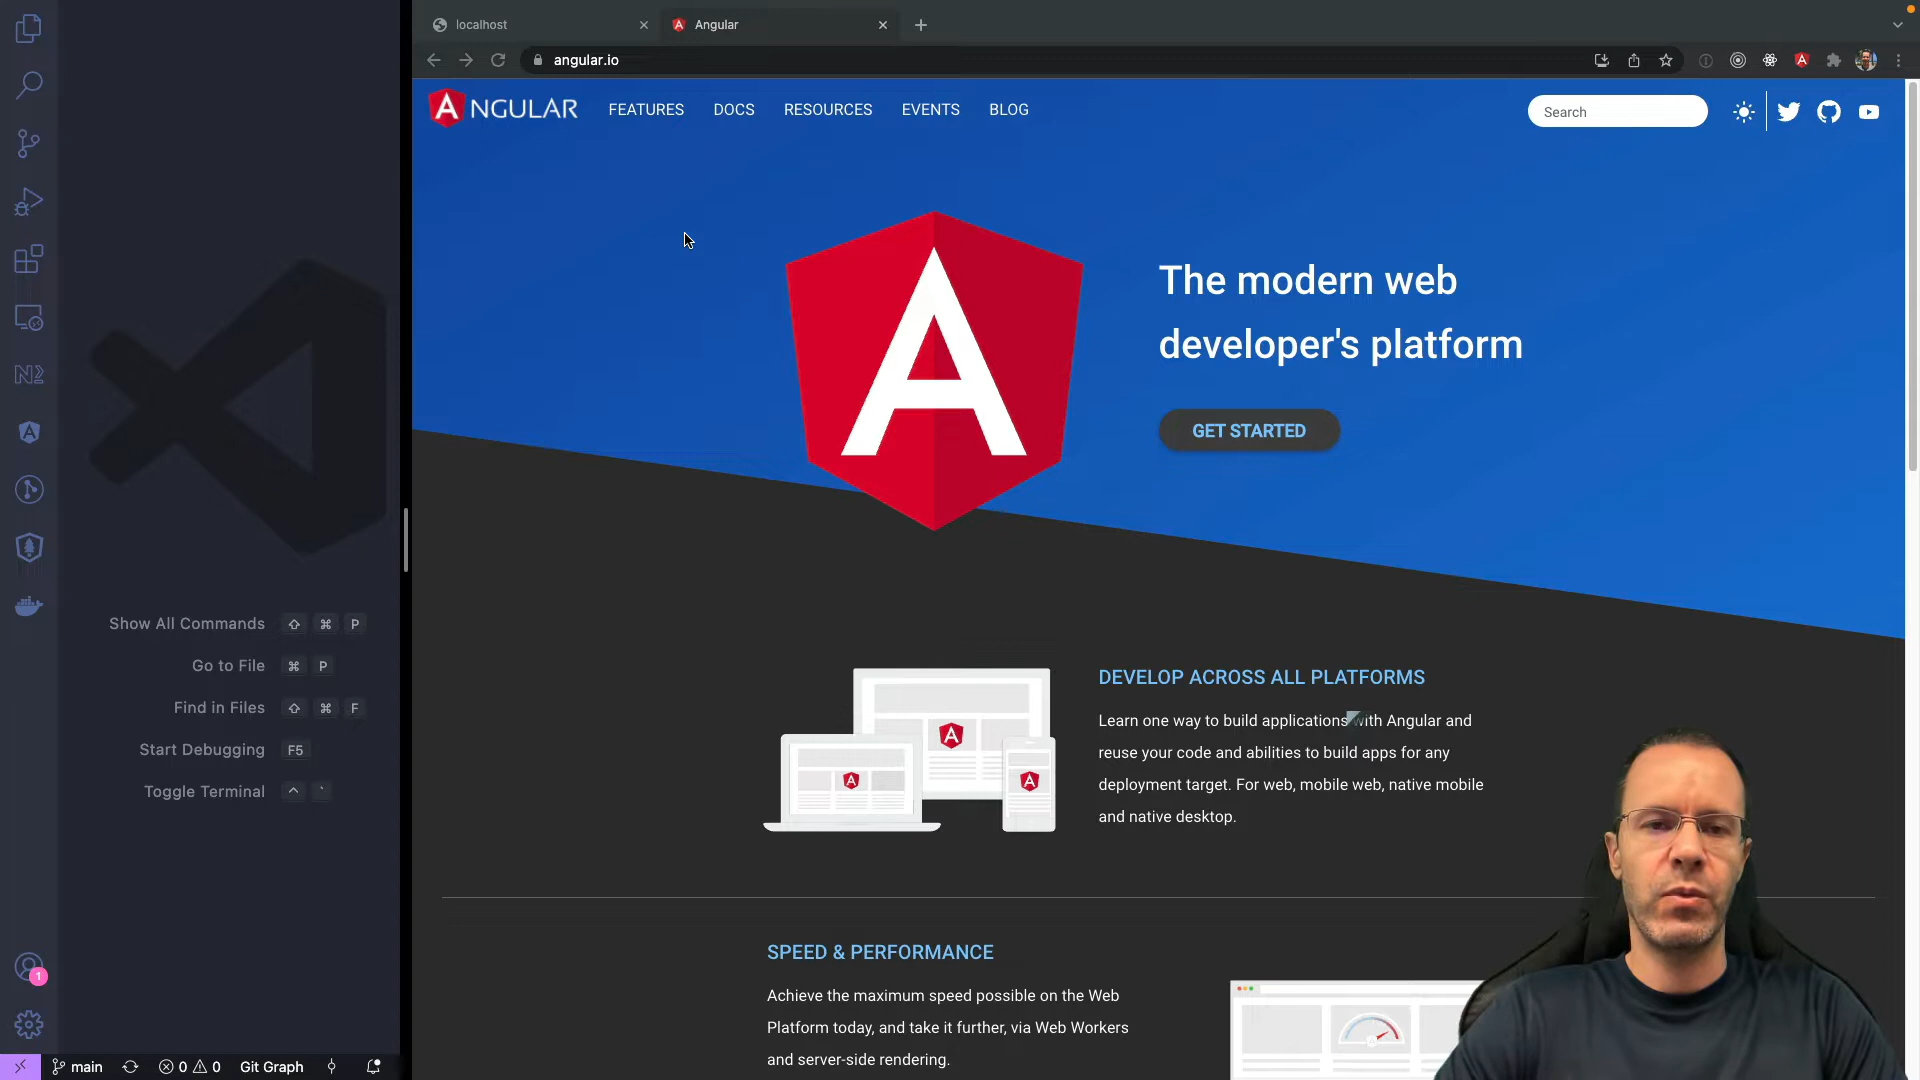 localhost
Angular
angular.io
ANGULAR
FEATURES
DOCS
RESOURCES
EVENTS
BLOG
Search
The modern web
developer's platform
GET STARTED
Show All Commands ⇧ ⌘ P
Go to File ⌘ P
Find in Files ⇧ ⌘ F
Start Debugging F5
Toggle Terminal ^ `
DEVELOP ACROSS ALL PLATFORMS
Learn one way to build applications with Angular and
reuse your code and abilities to build apps for any
deployment target. For web, mobile web, native mobile
and native desktop.
SPEED & PERFORMANCE
Achieve the maximum speed possible on the Web
Platform today, and take it further, via Web Workers
and server-side rendering.
1
main
0
0
Git Graph